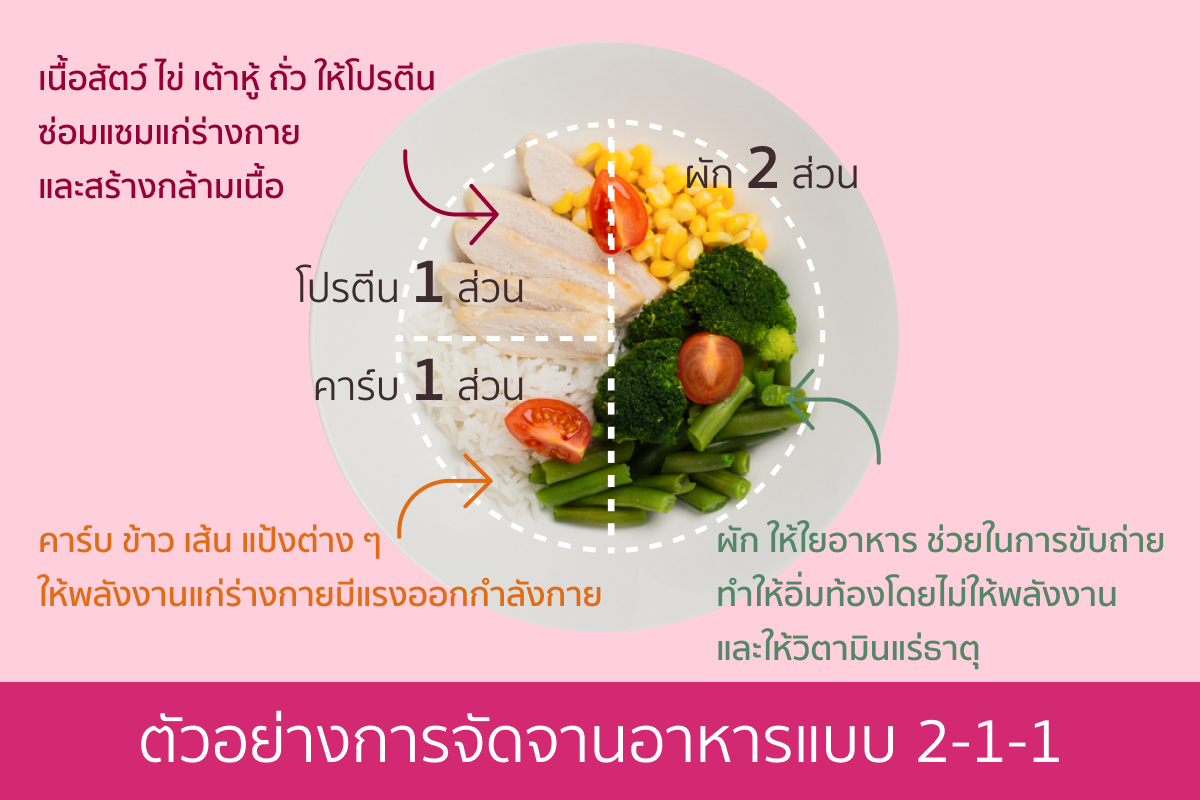 เนื้อสัตว์ ไข่ เต้าหู้ ถั่ว ให้โปรตีน
ซ่อมแซมแก่ร่างกาย
และสร้างกล้ามเนื้อ
ผัก 2 ส่วน
โปรตีน 1 ส่วน
คาร์บ 1 ส่วน
คาร์บ ข้าว เส้น แป้งต่าง ๆ
ให้พลังงานแก่ร่างกายมีแรงออกกำลังกาย
ผัก ให้ใยอาหาร ช่วยในการขับถ่าย
ทำให้อิ่มท้องโดยไม่ให้พลังงาน
และให้วิตามินแร่ธาตุ
ตัวอย่างการจัดจานอาหารแบบ 2-1-1